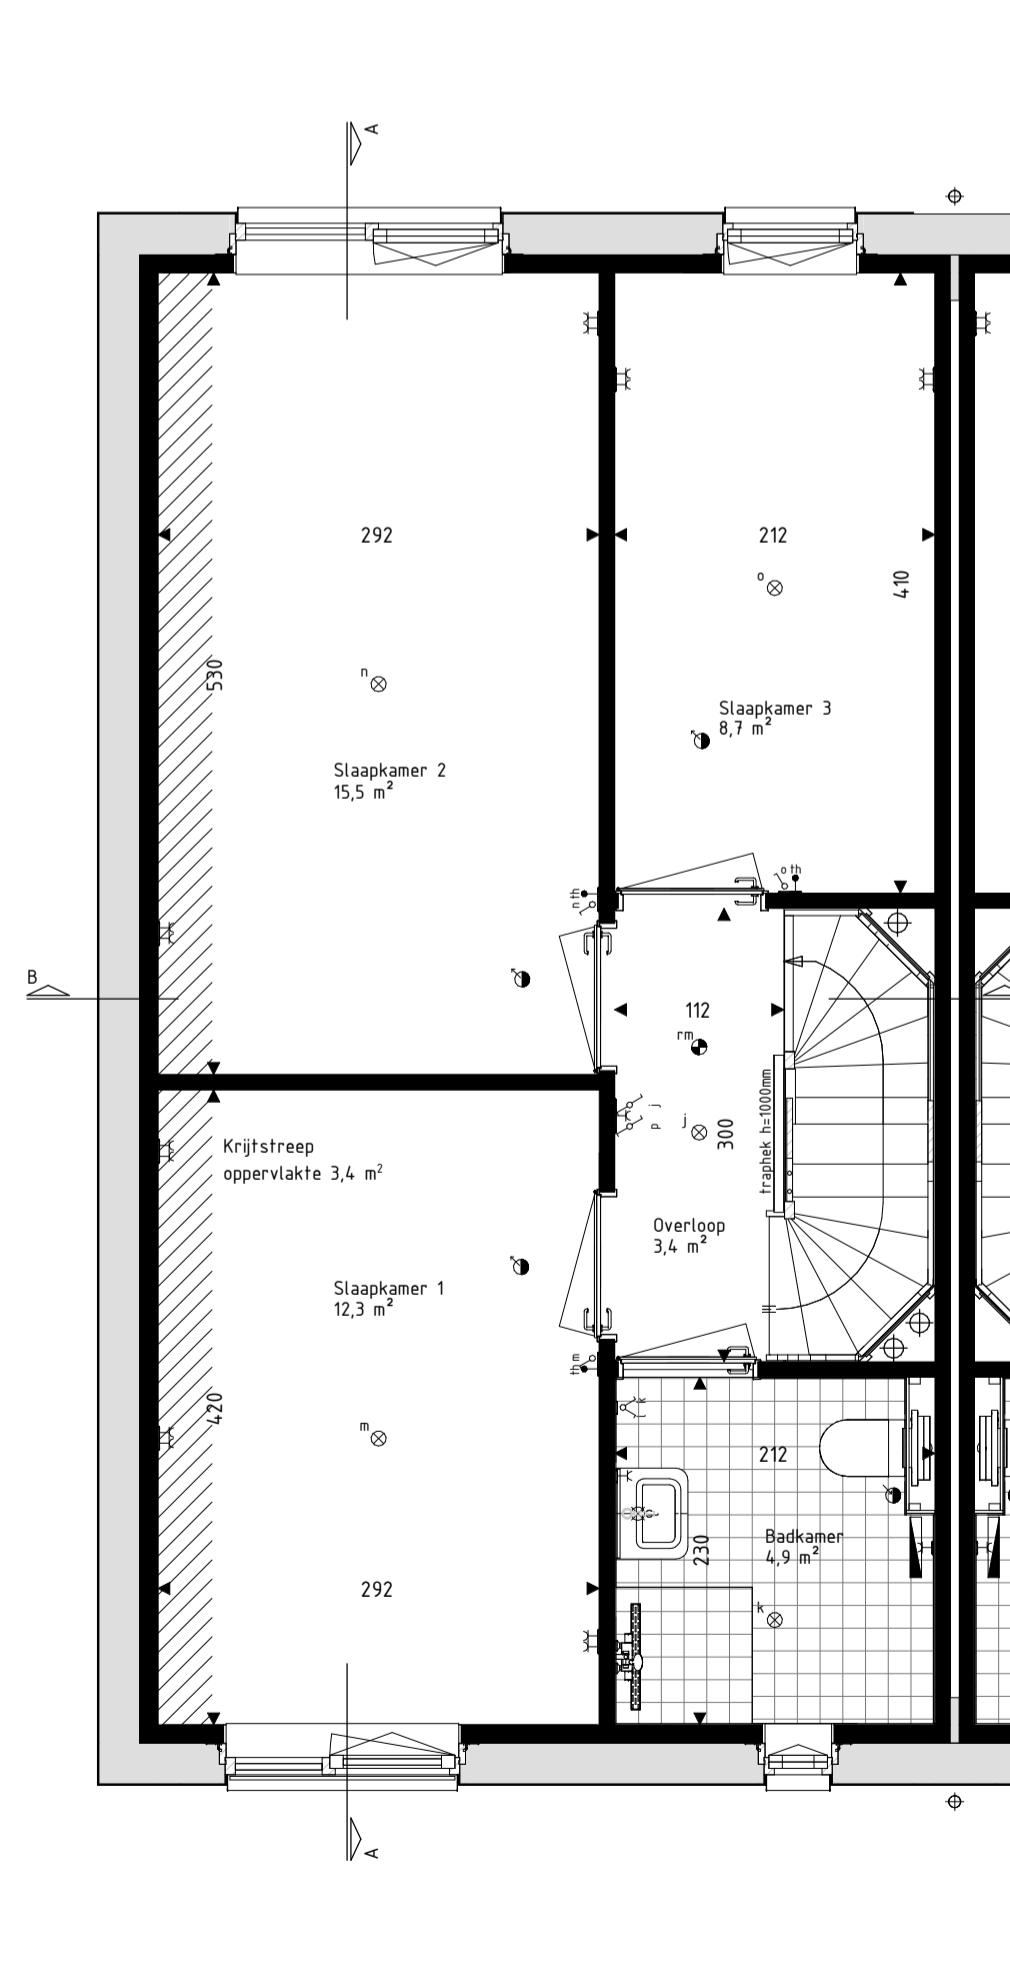 A
292
212
410
o
n
530
Slaapkamer 3
8,7 m²
Slaapkamer 2
15,5 m²
o th
n th
B
112
rm
traphek h=1000mm
p j
j
300
Krijtstreep
oppervlakte 3,4 m²
Overloop
3,4 m²
Slaapkamer 1
12,3 m²
th m
k
420
m
212
230
Badkamer
4,9 m²
292
k
A